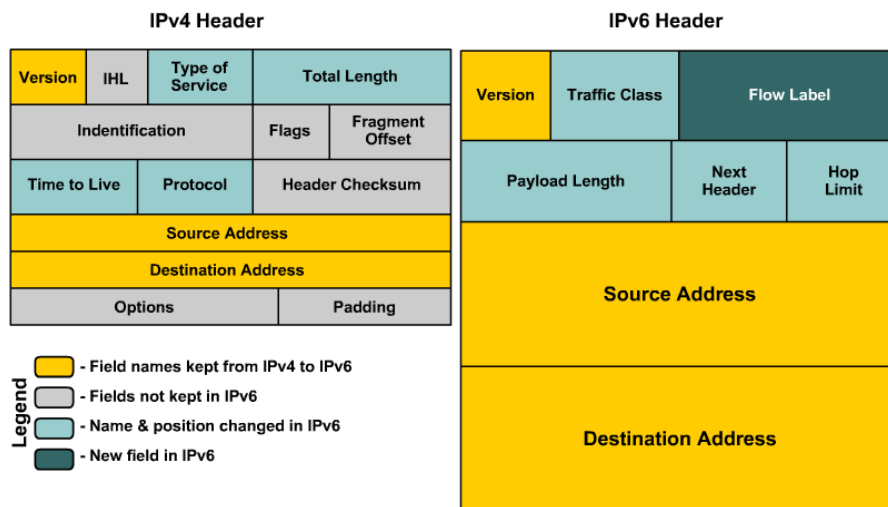 IPv4 Header
Version
IHL
Type of
Service
Total Length
Indentification
Flags
Fragment
Offset
Time to Live
Protocol
Header Checksum
Source Address
Destination Address
Options
Padding
Legend
- Field names kept from IPv4 to IPv6
- Fields not kept in IPv6
- Name & position changed in IPv6
- New field in IPv6
IPv6 Header
Version
Traffic Class
Flow Label
Payload Length
Next
Header
Hop
Limit
Source Address
Destination Address